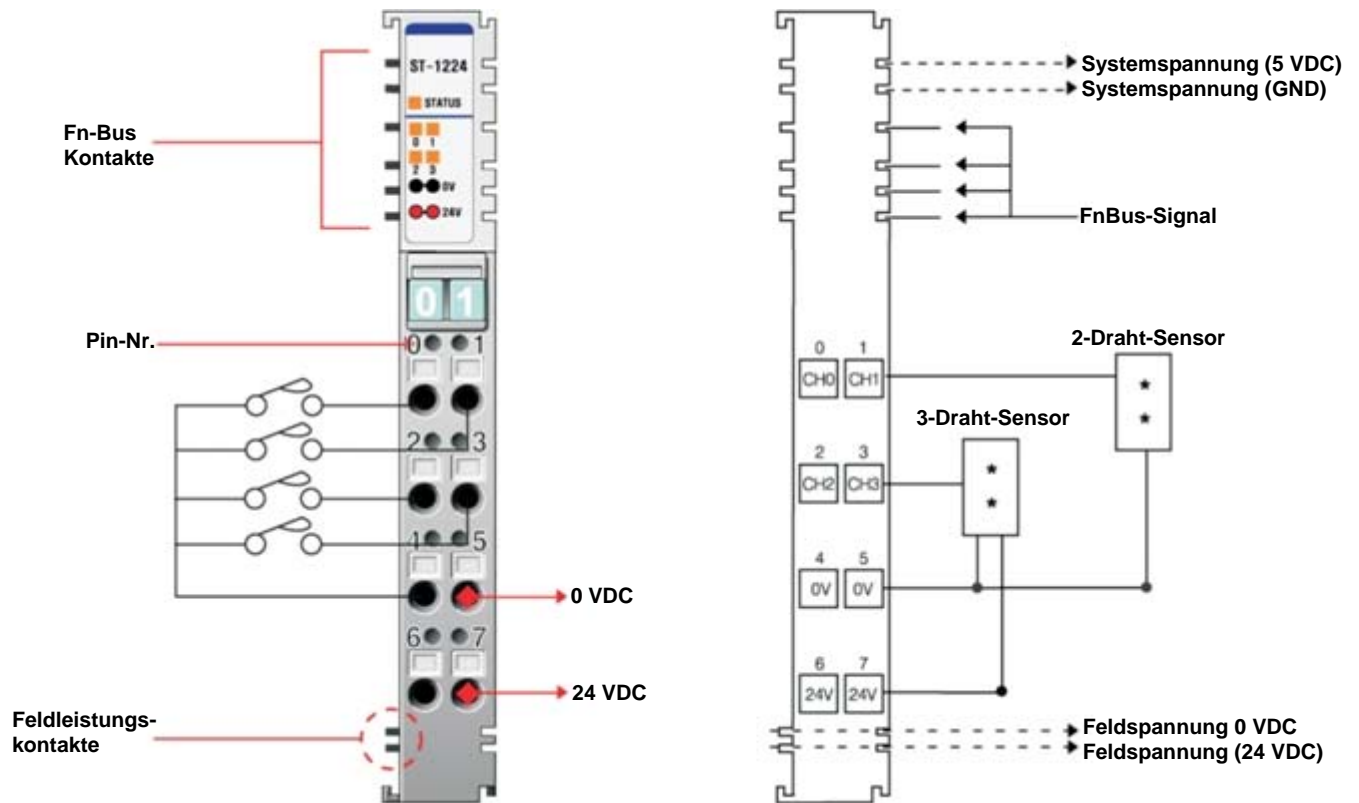 ST-1224
STATUS
0 1
2 3
0V
24V
Fn-Bus
Kontakte
0 1
Pin-Nr.
0 1
2 3
4 5
0 VDC
6 7
24 VDC
Feldleistungs-
kontakte
Systemspannung (5 VDC)
Systemspannung (GND)
FnBus-Signal
2-Draht-Sensor
0 1
CH0 CH1
* *
3-Draht-Sensor
2 3
CH2 CH3
* *
4 5
0V 0V
6 7
24V 24V
Feldspannung 0 VDC
Feldspannung (24 VDC)